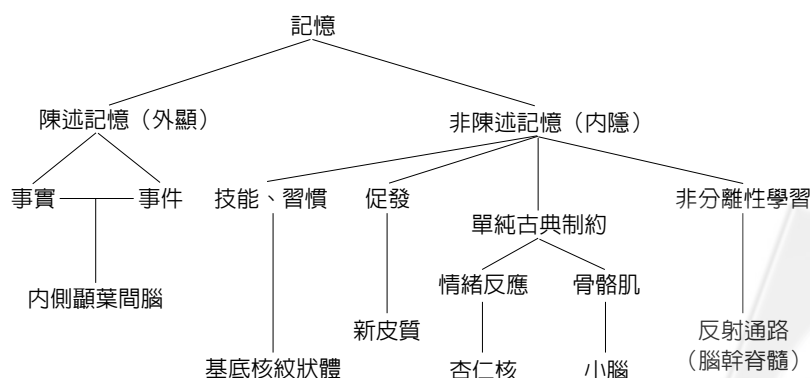 記憶
陳述記憶（外顯）
非陳述記憶（內隱）
事實
事件
技能、習慣
促發
單純古典制約
非分離性學習
內側顳葉間腦
情緒反應
骨骼肌
新皮質
反射通路
（腦幹脊髓）
基底核紋狀體
杏仁核
小腦